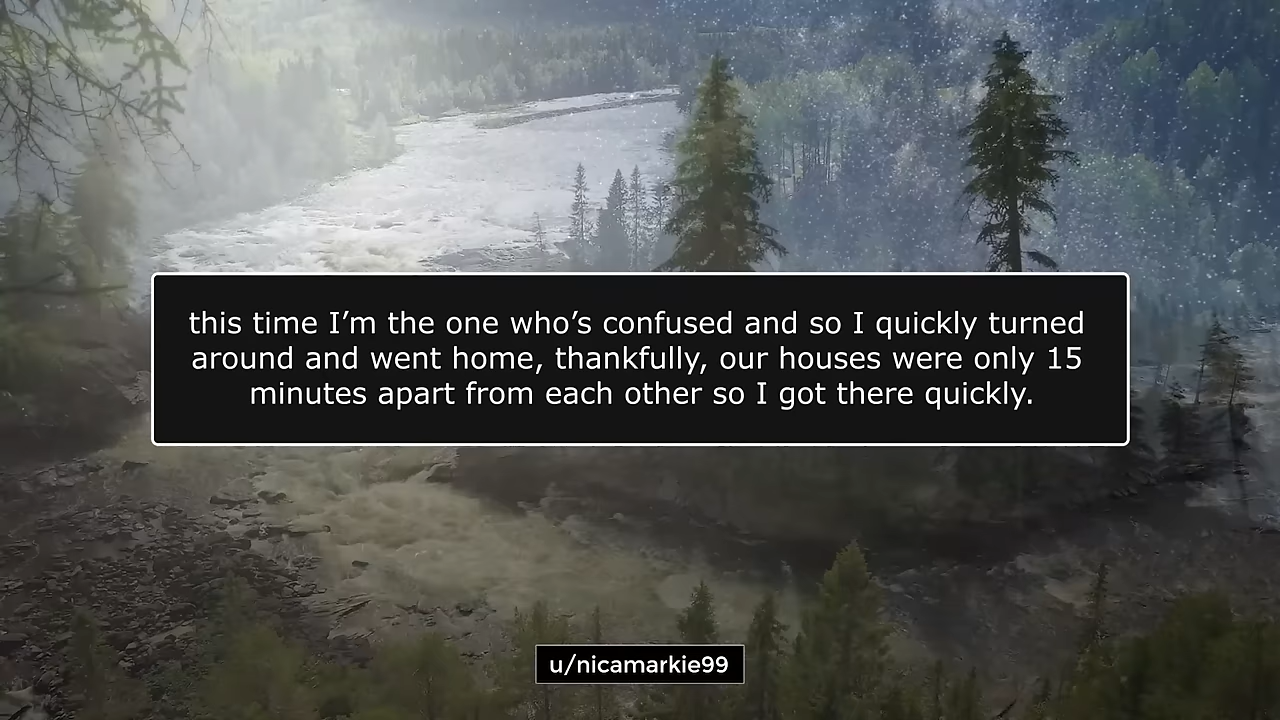 this time I’m the one who’s confused and so I quickly turned
around and went home, thankfully, our houses were only 15
minutes apart from each other so I got there quickly.
u/nicamarkie99